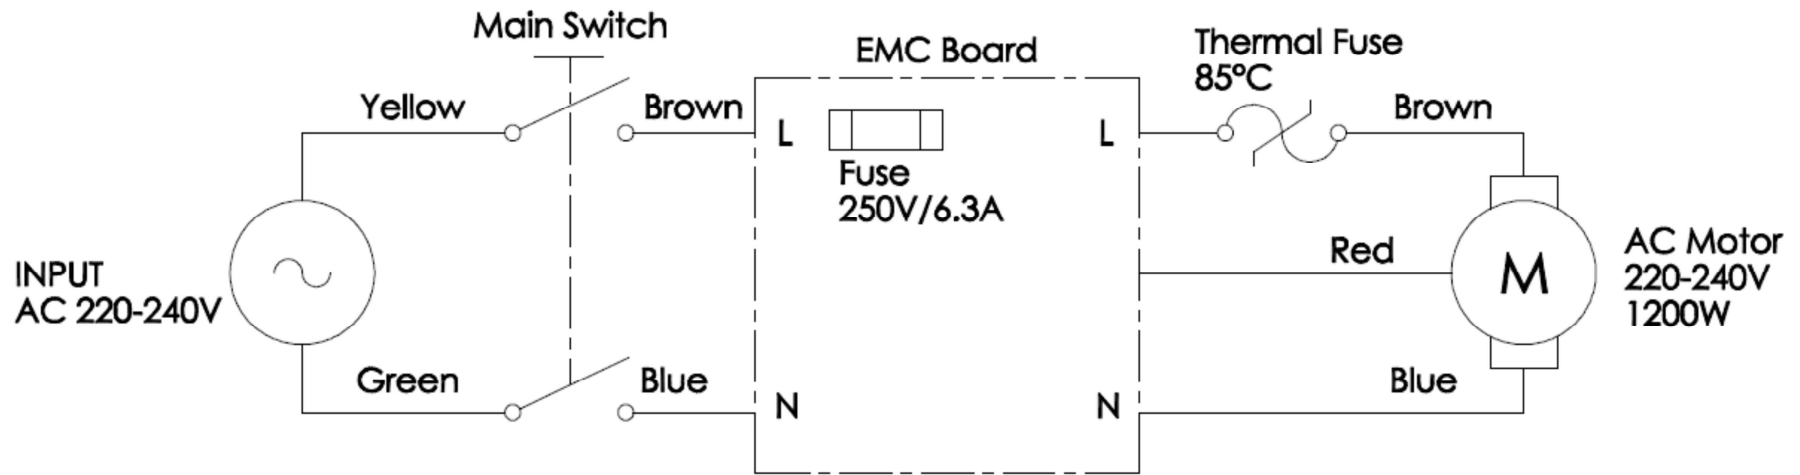 Main Switch
EMC Board
Thermal Fuse
85°C
Yellow
Brown
L
Fuse
250V/6.3A
L
Brown
INPUT
AC 220-240V
Red
M
AC Motor
220-240V
1200W
Green
Blue
N
N
Blue